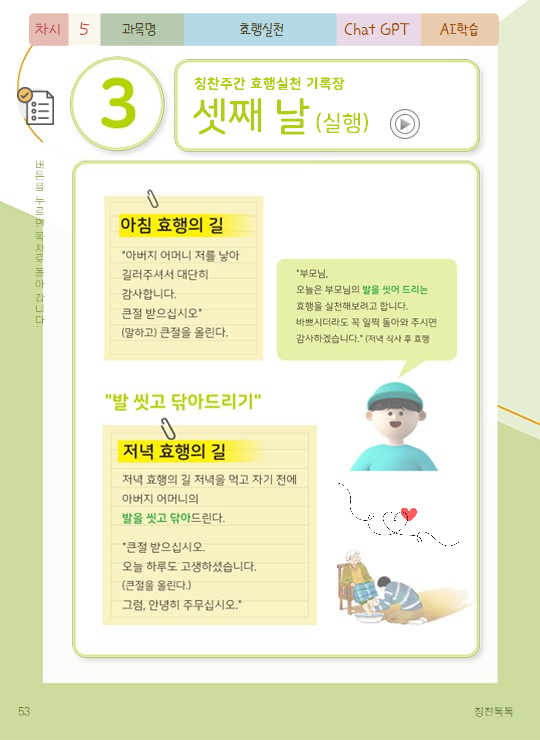 차시 5 과목명 효행실천 Chat GPT AI학습
3
칭찬주간 효행실천 기록장
셋째 날 (실행)
버튼을 누르면 목차로 돌아 갑니다.
아침 효행의 길
"아버지 어머니 저를 낳아
길러주셔서 대단히
감사합니다.
큰절 받으십시오"
(말하고) 큰절을 올린다.
"부모님,
오늘은 부모님의 발을 씻어 드리는
효행을 실천해보려고 합니다.
바쁘시더라도 꼭 일찍 돌아와 주시면
감사하겠습니다." (저녁 식사 후 효행
"발 씻고 닦아드리기"
저녁 효행의 길
저녁 효행의 길 저녁을 먹고 자기 전에
아버지 어머니의
발을 씻고 닦아드린다.
"큰절 받으십시오.
오늘 하루도 고생하셨습니다.
(큰절을 올린다.)
그럼, 안녕히 주무십시오."
53
칭찬톡톡